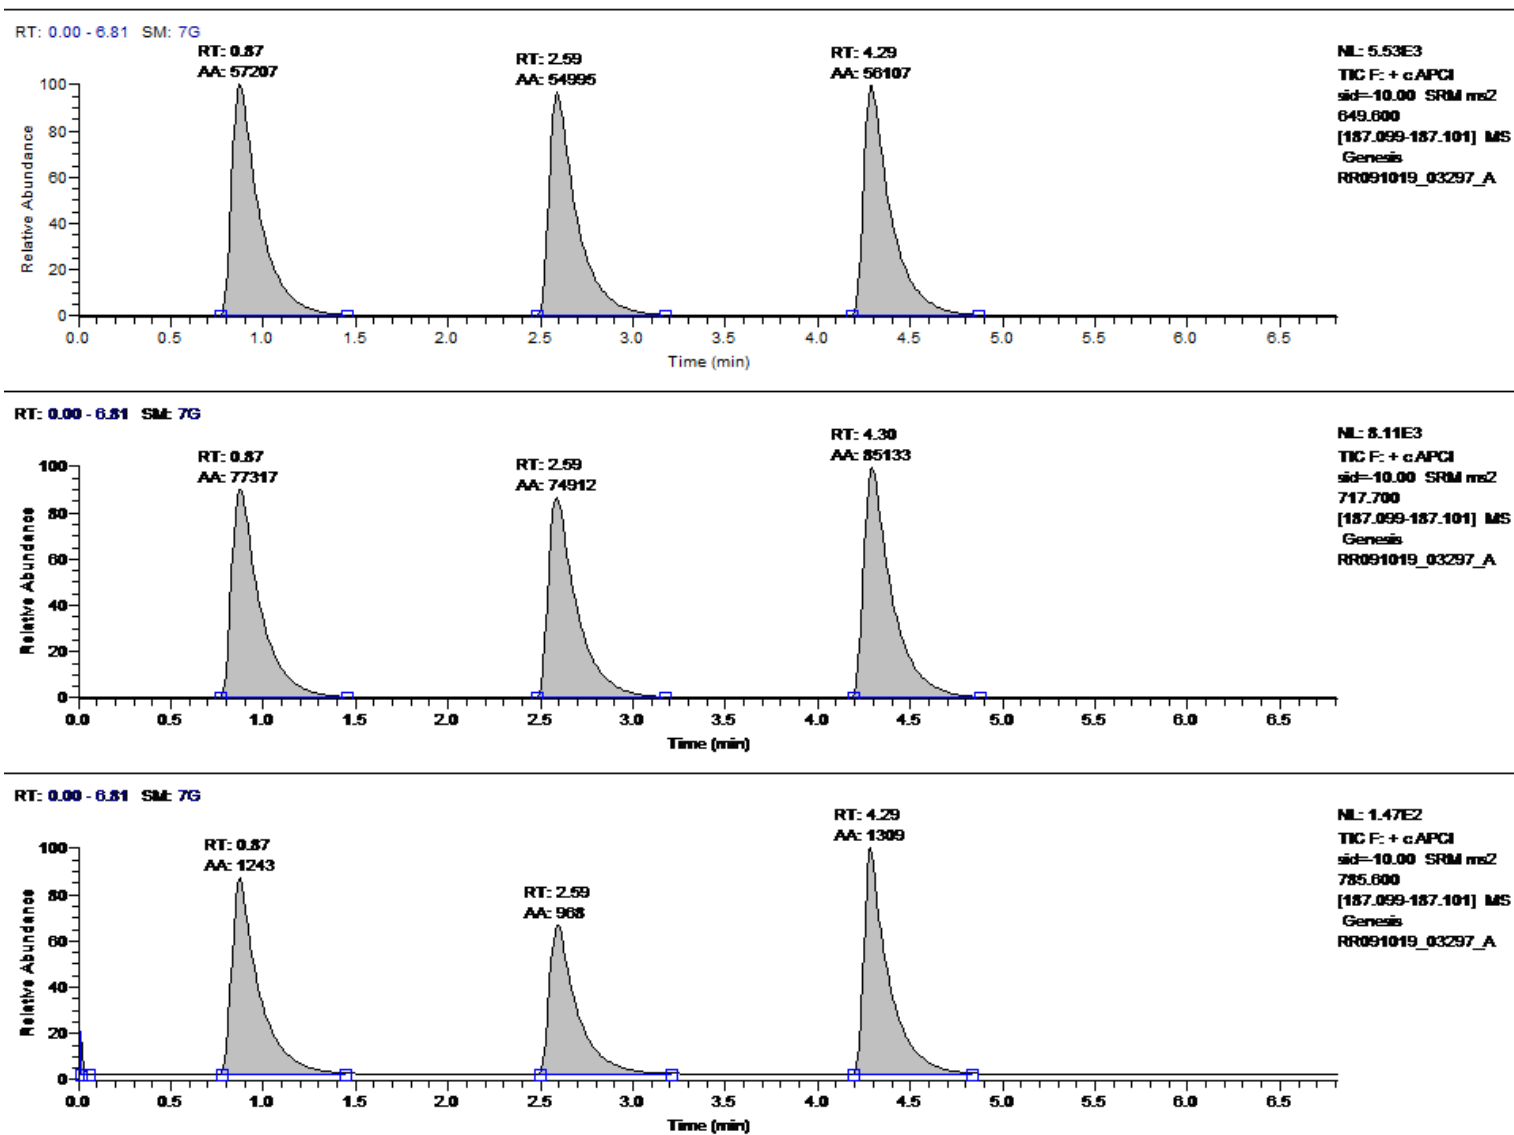 RT: 0.00 - 6.81 SM: 7G
RT: 0.87
AA: 57207
RT: 2.59
AA: 54995
RT: 4.29
AA: 56107
NL: 5.53E3
TIC F: + c APCI
sid=-10.00 SRM ms2
649.600
[187.099-187.101] MS
Genesis
RR091019_03297_A
Relative Abundance
100
80
60
40
20
0
0.0 0.5 1.0 1.5 2.0 2.5 3.0 3.5 4.0 4.5 5.0 5.5 6.0 6.5
Time (min)
RT: 0.00 - 6.81 SM: 7G
RT: 0.87
AA: 77317
RT: 2.59
AA: 74912
RT: 4.30
AA: 85133
NL: 8.11E3
TIC F: + c APCI
sid=-10.00 SRM ms2
717.700
[187.099-187.101] MS
Genesis
RR091019_03297_A
Relative Abundance
100
80
60
40
20
0
0.0 0.5 1.0 1.5 2.0 2.5 3.0 3.5 4.0 4.5 5.0 5.5 6.0 6.5
Time (min)
RT: 0.00 - 6.81 SM: 7G
RT: 0.87
AA: 1243
RT: 2.59
AA: 968
RT: 4.29
AA: 1309
NL: 1.47E2
TIC F: + c APCI
sid=-10.00 SRM ms2
785.600
[187.099-187.101] MS
Genesis
RR091019_03297_A
Relative Abundance
100
80
60
40
20
0
0.0 0.5 1.0 1.5 2.0 2.5 3.0 3.5 4.0 4.5 5.0 5.5 6.0 6.5
Time (min)